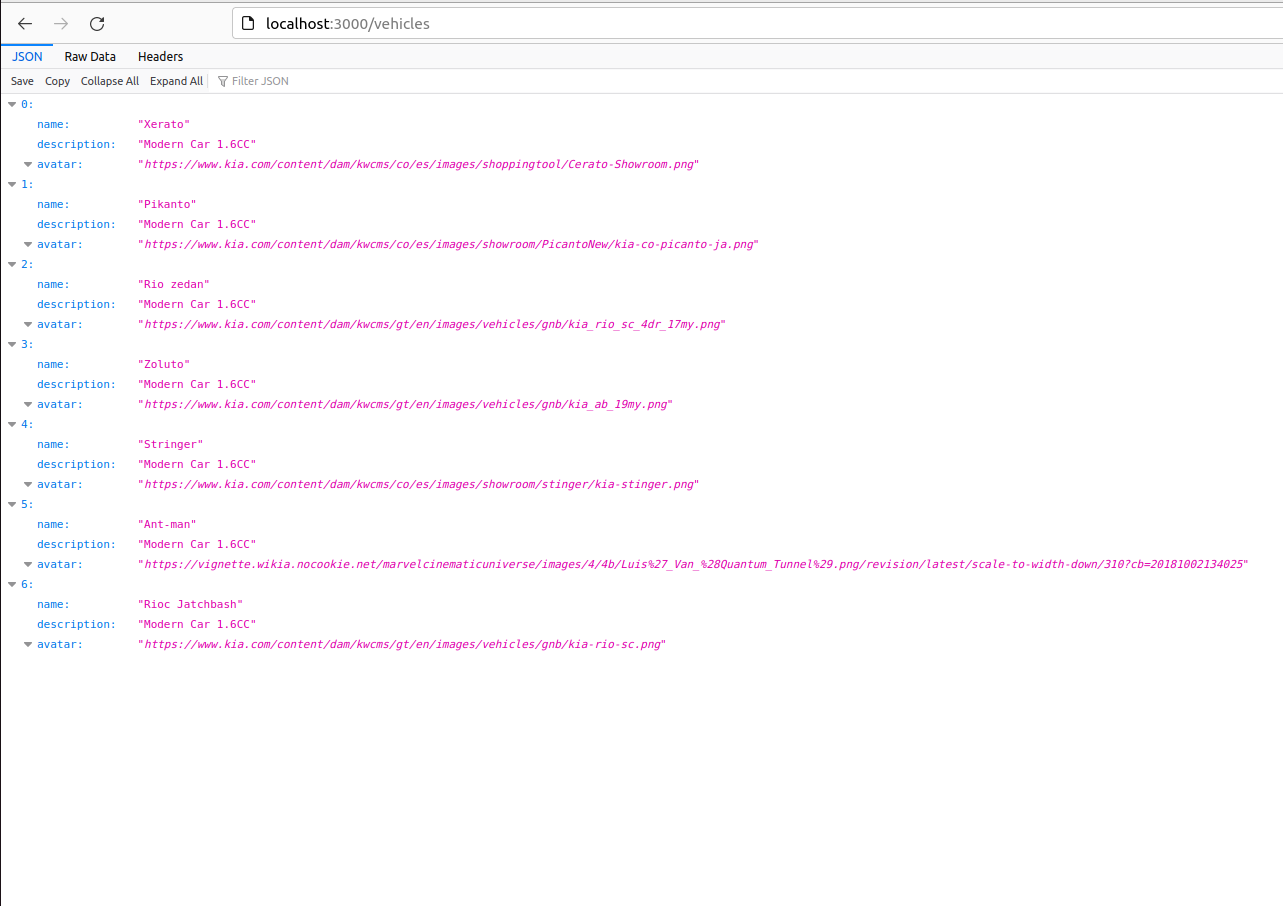 localhost:3000/vehicles
JSON Raw Data Headers
Save Copy Collapse All Expand All Filter JSON
0:
name: "Xerato"
description: "Modern Car 1.6CC"
avatar: "https://www.kia.com/content/dam/kwcms/co/es/images/shoppingtool/Cerato-Showroom.png"
1:
name: "Pikanto"
description: "Modern Car 1.6CC"
avatar: "https://www.kia.com/content/dam/kwcms/co/es/images/showroom/PicantoNew/kia-co-picanto-ja.png"
2:
name: "Rio zedan"
description: "Modern Car 1.6CC"
avatar: "https://www.kia.com/content/dam/kwcms/gt/en/images/vehicles/gnb/kia_rio_sc_4dr_17my.png"
3:
name: "Zoluto"
description: "Modern Car 1.6CC"
avatar: "https://www.kia.com/content/dam/kwcms/gt/en/images/vehicles/gnb/kia_ab_19my.png"
4:
name: "Stringer"
description: "Modern Car 1.6CC"
avatar: "https://www.kia.com/content/dam/kwcms/co/es/images/showroom/stinger/kia-stinger.png"
5:
name: "Ant-man"
description: "Modern Car 1.6CC"
avatar: "https://vignette.wikia.nocookie.net/marvelcinematicuniverse/images/4/4b/Luis%27_Van_%28Quantum_Tunnel%29.png/revision/latest/scale-to-width-down/310?cb=20181002134025"
6:
name: "Rioc Jatchbash"
description: "Modern Car 1.6CC"
avatar: "https://www.kia.com/content/dam/kwcms/gt/en/images/vehicles/gnb/kia-rio-sc.png"